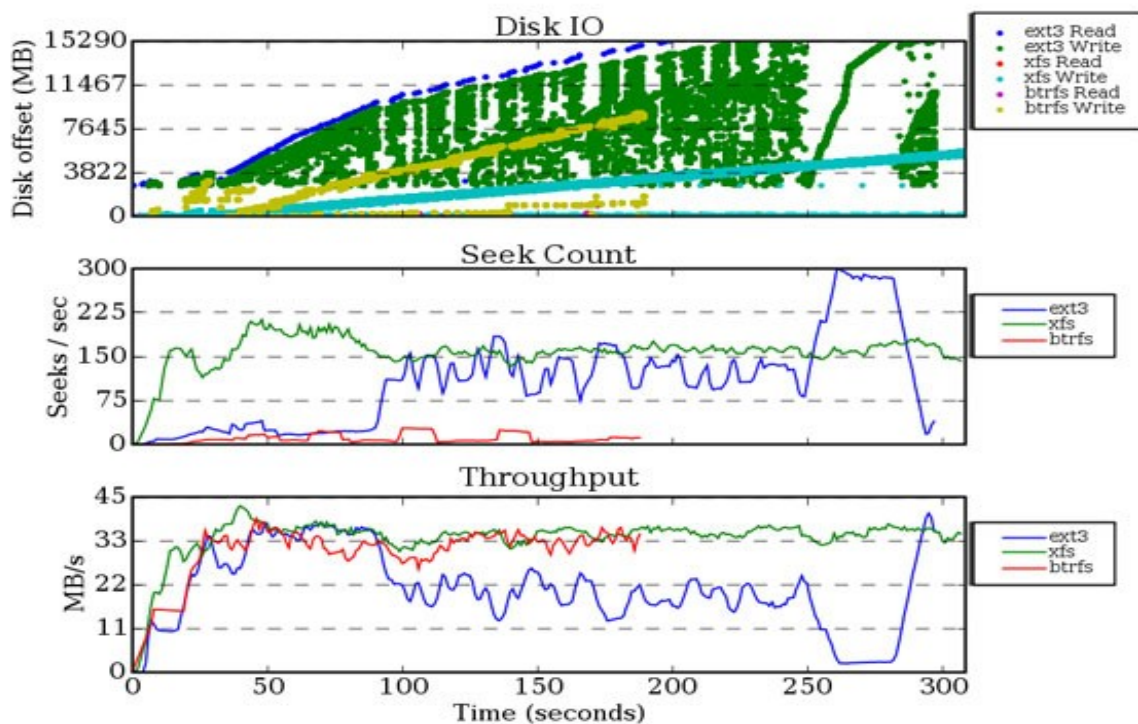 Disk IO
Disk offset (MB)
15290
11467
7645
3822
0
ext3 Read
ext3 Write
xfs Read
xfs Write
btrfs Read
btrfs Write
Seek Count
Seeks / sec
300
225
150
75
0
ext3
xfs
btrfs
Throughput
MB/s
45
33
22
11
0
ext3
xfs
btrfs
0 50 100 150 200 250 300
Time (seconds)